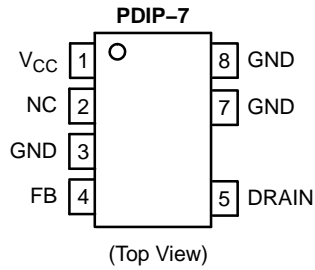 PDIP−7
VCC 1 8 GND
NC 2 7 GND
GND 3
FB 4 5 DRAIN
(Top View)